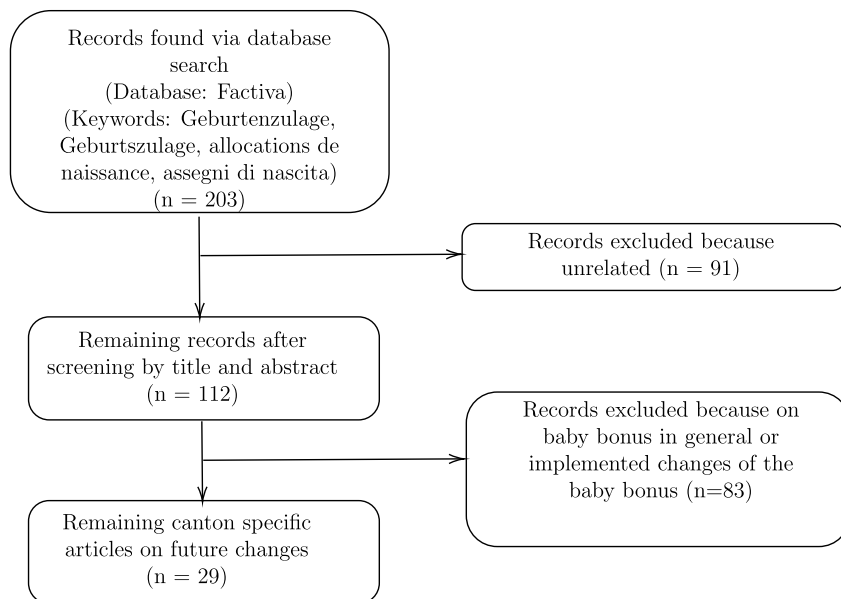 Records found via database
search
(Database: Factiva)
(Keywords: Geburtenzulage,
Geburtszulage, allocations de
naissance, assegni di nascita)
(n = 203)
Records excluded because
unrelated (n = 91)
Remaining records after
screening by title and abstract
(n = 112)
Records excluded because on
baby bonus in general or
implemented changes of the
baby bonus (n=83)
Remaining canton specific
articles on future changes
(n = 29)